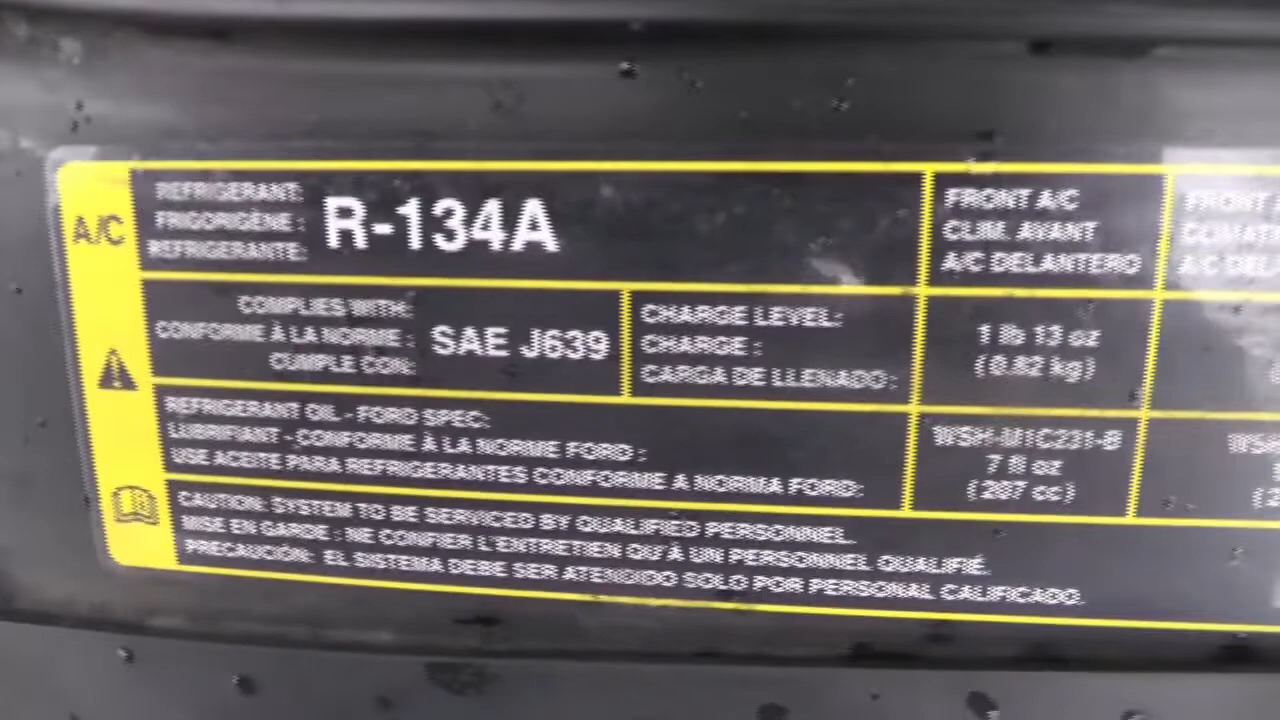 A/C
REFRIGERANT:
FRIGORIGÈNE :
REFRIGERANTE:
R-134A
FRONT A/C
CLIM. AVANT
A/C DELANTERO
FRONT
CLIMATI
A/C DEL
COMPLIES WITH:
CONFORME À LA NORME :
CUMPLE CON:
SAE J639
CHARGE LEVEL:
CHARGE :
CARGA DE LLENADO:
1 lb 13 oz
(0.82 kg)
REFRIGERANT OIL - FORD SPEC:
LUBRIFIANT - CONFORME À LA NORME FORD :
USE ACEITE PARA REFRIGERANTES CONFORME A NORMA FORD:
WSH-M1C231-B
7 fl oz
(207 cc)
CAUTION: SYSTEM TO BE SERVICED BY QUALIFIED PERSONNEL.
MISE EN GARDE : NE CONFIER L'ENTRETIEN QU'À UN PERSONNEL QUALIFIÉ.
PRECAUCIÓN: EL SISTEMA DEBE SER ATENDIDO SOLO POR PERSONAL CALIFICADO.